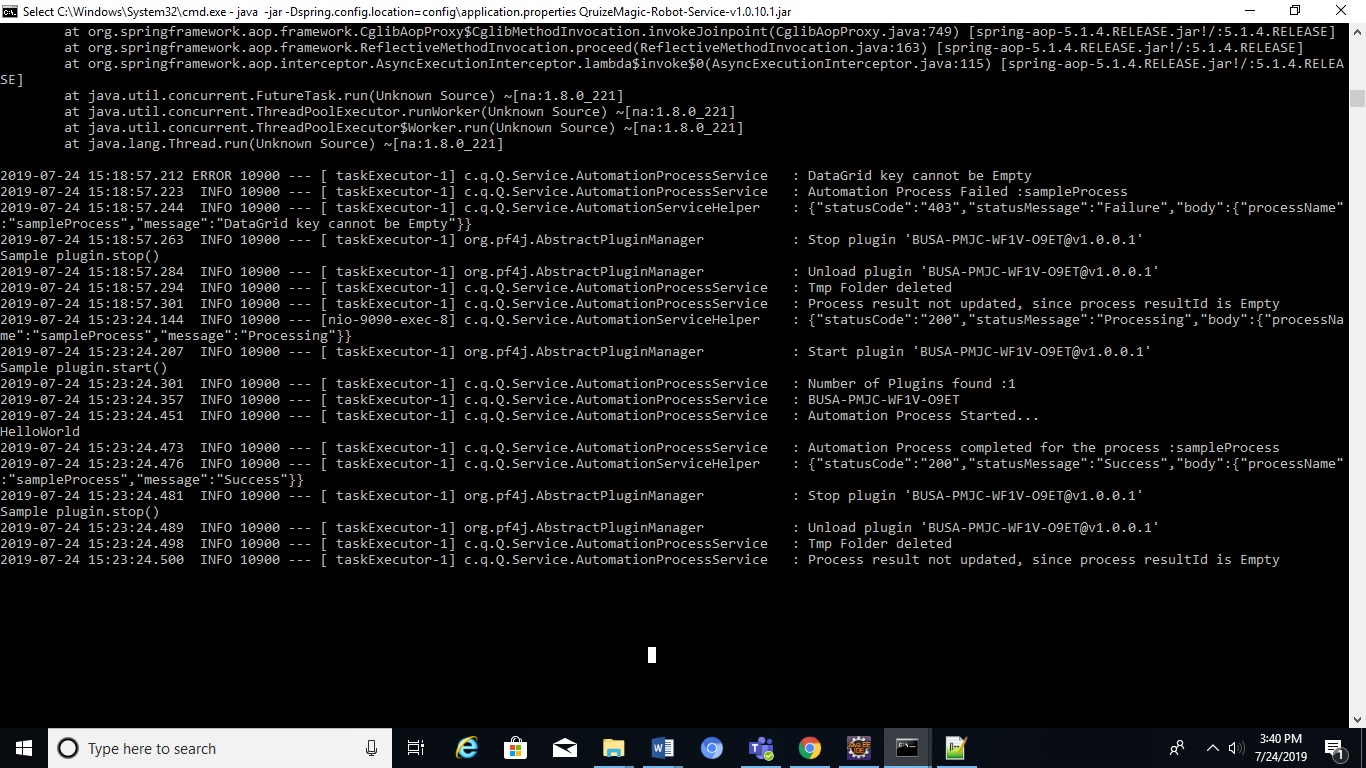 Select C:\Windows\System32\cmd.exe - java -jar -Dspring.config.location=config\application.properties QruizeMagic-Robot-Service-v1.0.10.1.jar
at org.springframework.aop.framework.CglibAopProxy$CglibMethodInvocation.invokeJoinpoint(CglibAopProxy.java:749) [spring-aop-5.1.4.RELEASE.jar!/:5.1.4.RELEASE]
at org.springframework.aop.framework.ReflectiveMethodInvocation.proceed(ReflectiveMethodInvocation.java:163) [spring-aop-5.1.4.RELEASE.jar!/:5.1.4.RELEASE]
at org.springframework.aop.interceptor.AsyncExecutionInterceptor.lambda$invoke$0(AsyncExecutionInterceptor.java:115) [spring-aop-5.1.4.RELEASE.jar!/:5.1.4.RELEA
SE]
at java.util.concurrent.FutureTask.run(Unknown Source) ~[na:1.8.0_221]
at java.util.concurrent.ThreadPoolExecutor.runWorker(Unknown Source) ~[na:1.8.0_221]
at java.util.concurrent.ThreadPoolExecutor$Worker.run(Unknown Source) ~[na:1.8.0_221]
at java.lang.Thread.run(Unknown Source) ~[na:1.8.0_221]
2019-07-24 15:18:57.212 ERROR 10900 --- [ taskExecutor-1] c.q.Q.Service.AutomationProcessService : DataGrid key cannot be Empty
2019-07-24 15:18:57.223 INFO 10900 --- [ taskExecutor-1] c.q.Q.Service.AutomationProcessService : Automation Process Failed :sampleProcess
2019-07-24 15:18:57.244 INFO 10900 --- [ taskExecutor-1] c.q.Q.Service.AutomationServiceHelper : {"statusCode":"403","statusMessage":"Failure","body":{"processName"
:"sampleProcess","message":"DataGrid key cannot be Empty"}}
2019-07-24 15:18:57.263 INFO 10900 --- [ taskExecutor-1] org.pf4j.AbstractPluginManager : Stop plugin 'BUSA-PMJC-WF1V-O9ET@v1.0.0.1'
Sample plugin.stop()
2019-07-24 15:18:57.284 INFO 10900 --- [ taskExecutor-1] org.pf4j.AbstractPluginManager : Unload plugin 'BUSA-PMJC-WF1V-O9ET@v1.0.0.1'
2019-07-24 15:18:57.294 INFO 10900 --- [ taskExecutor-1] c.q.Q.Service.AutomationProcessService : Tmp Folder deleted
2019-07-24 15:18:57.301 INFO 10900 --- [ taskExecutor-1] c.q.Q.Service.AutomationProcessService : Process result not updated, since process resultId is Empty
2019-07-24 15:23:24.144 INFO 10900 --- [nio-9090-exec-8] c.q.Q.Service.AutomationServiceHelper : {"statusCode":"200","statusMessage":"Processing","body":{"processNa
me":"sampleProcess","message":"Processing"}}
2019-07-24 15:23:24.207 INFO 10900 --- [ taskExecutor-1] org.pf4j.AbstractPluginManager : Start plugin 'BUSA-PMJC-WF1V-O9ET@v1.0.0.1'
Sample plugin.start()
2019-07-24 15:23:24.301 INFO 10900 --- [ taskExecutor-1] c.q.Q.Service.AutomationProcessService : Number of Plugins found :1
2019-07-24 15:23:24.357 INFO 10900 --- [ taskExecutor-1] c.q.Q.Service.AutomationProcessService : BUSA-PMJC-WF1V-O9ET
2019-07-24 15:23:24.451 INFO 10900 --- [ taskExecutor-1] c.q.Q.Service.AutomationProcessService : Automation Process Started...
HelloWorld
2019-07-24 15:23:24.473 INFO 10900 --- [ taskExecutor-1] c.q.Q.Service.AutomationProcessService : Automation Process completed for the process :sampleProcess
2019-07-24 15:23:24.476 INFO 10900 --- [ taskExecutor-1] c.q.Q.Service.AutomationServiceHelper : {"statusCode":"200","statusMessage":"Success","body":{"processName"
:"sampleProcess","message":"Success"}}
2019-07-24 15:23:24.481 INFO 10900 --- [ taskExecutor-1] org.pf4j.AbstractPluginManager : Stop plugin 'BUSA-PMJC-WF1V-O9ET@v1.0.0.1'
Sample plugin.stop()
2019-07-24 15:23:24.489 INFO 10900 --- [ taskExecutor-1] org.pf4j.AbstractPluginManager : Unload plugin 'BUSA-PMJC-WF1V-O9ET@v1.0.0.1'
2019-07-24 15:23:24.498 INFO 10900 --- [ taskExecutor-1] c.q.Q.Service.AutomationProcessService : Tmp Folder deleted
2019-07-24 15:23:24.500 INFO 10900 --- [ taskExecutor-1] c.q.Q.Service.AutomationProcessService : Process result not updated, since process resultId is Empty
Type here to search
3:40 PM
7/24/2019
1